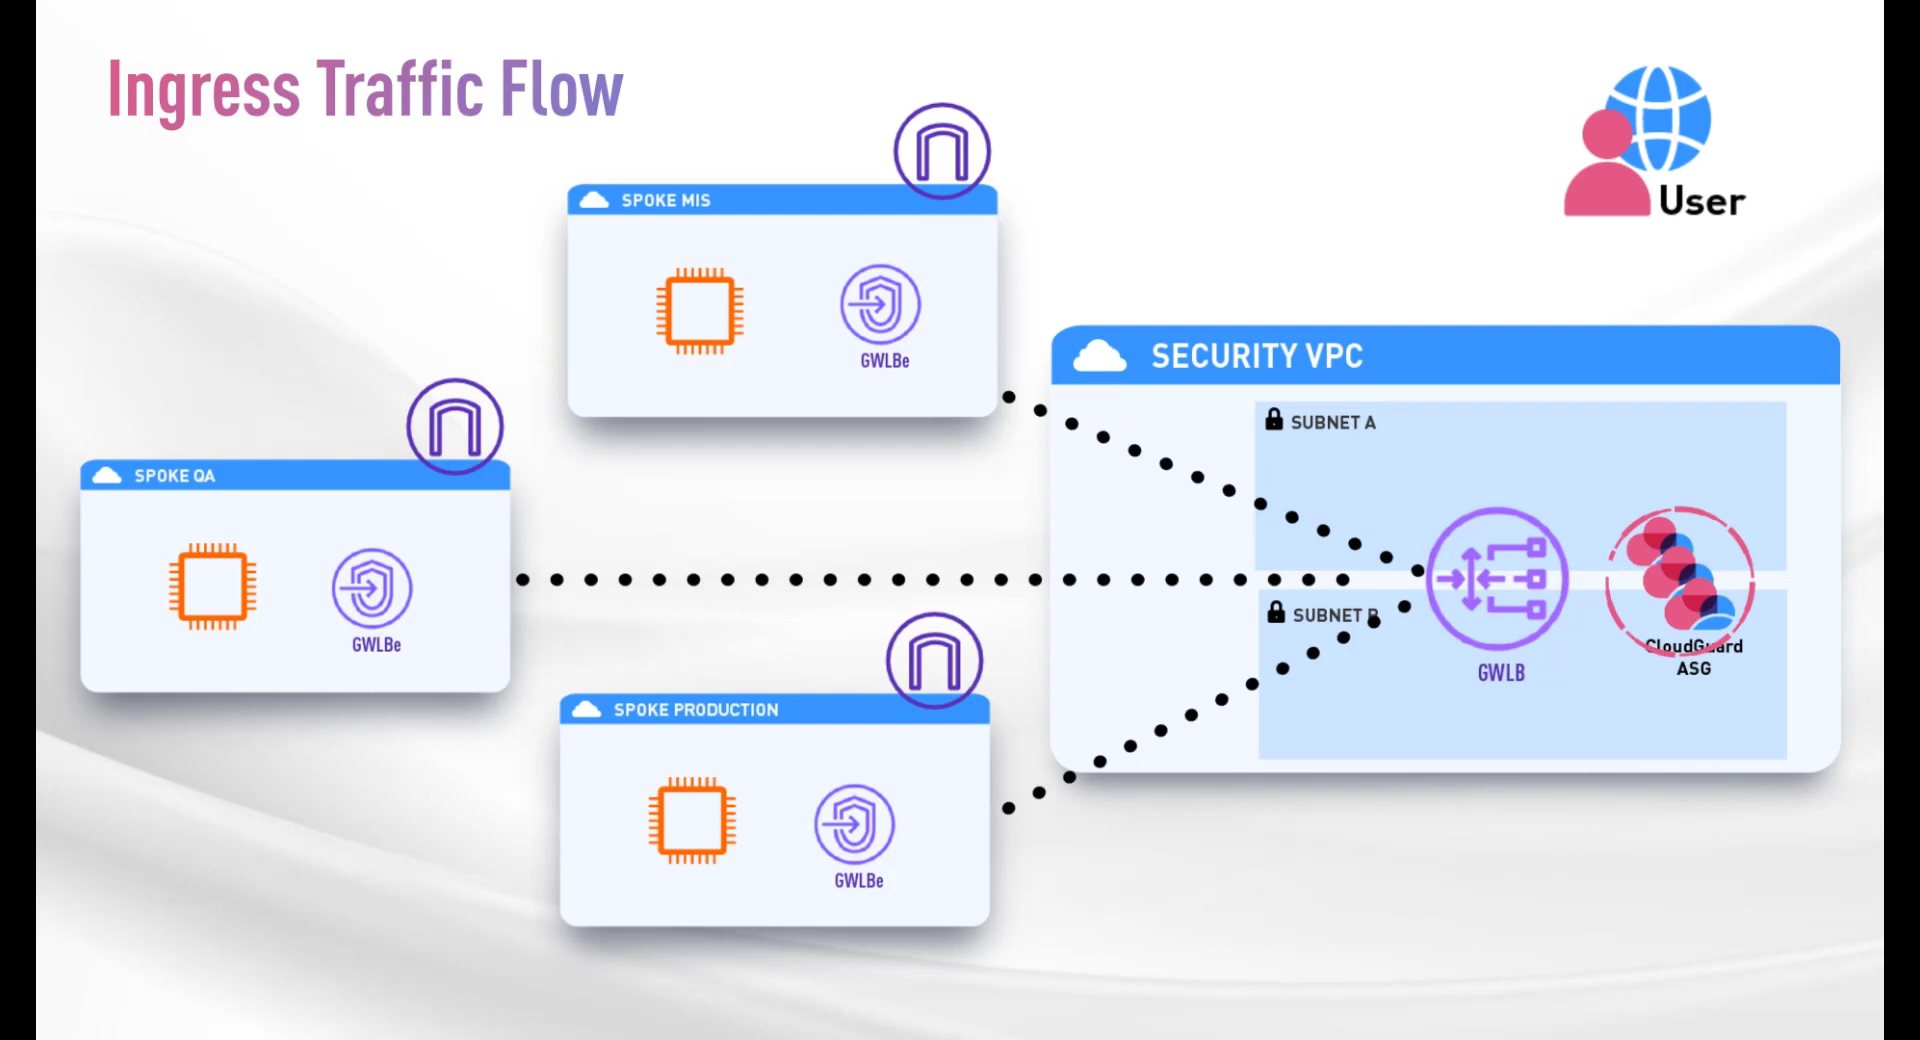 Ingress Traffic Flow
User
SPOKE MIS
GWLBe
SECURITY VPC
SUBNET A
SPOKE QA
GWLBe
SUBNET B
GWLB
CloudGuard
ASG
SPOKE PRODUCTION
GWLBe